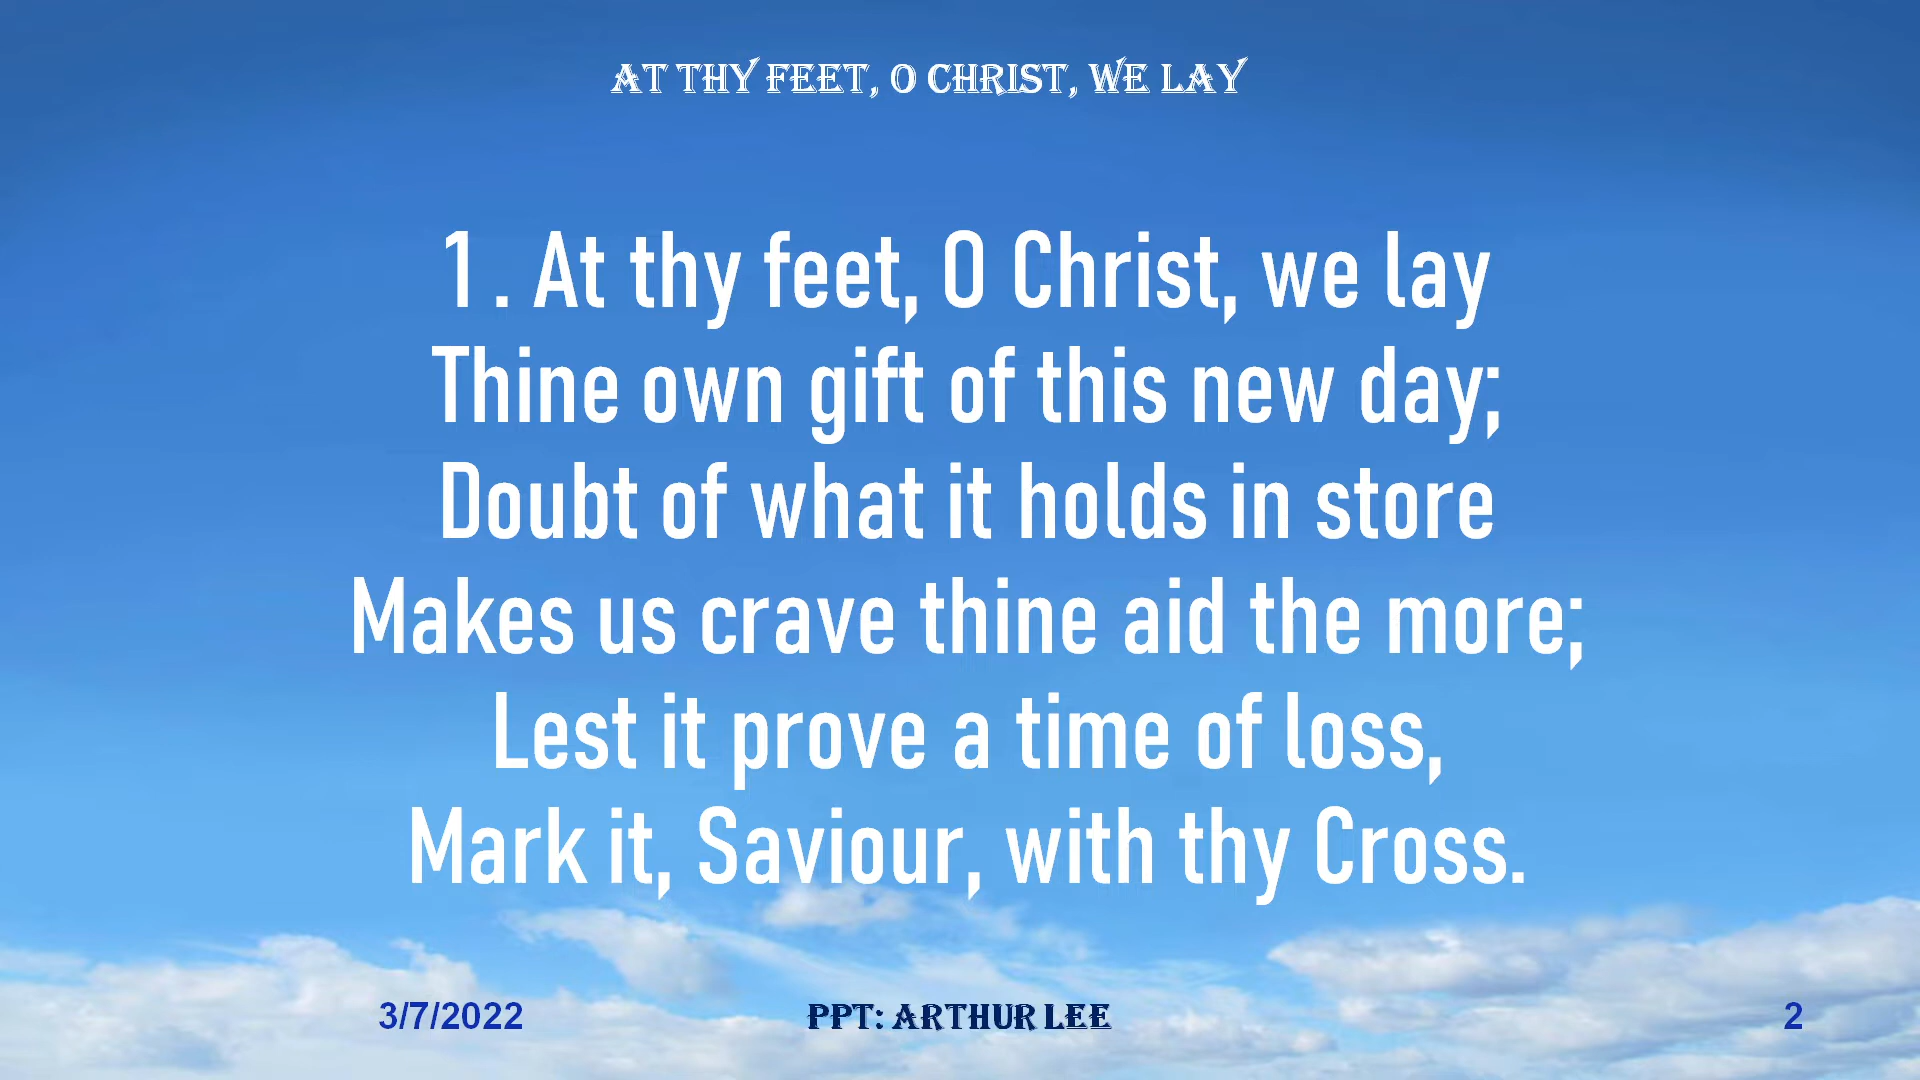 AT THY FEET, O CHRIST, WE LAY
1. At thy feet, O Christ, we lay
Thine own gift of this new day;
Doubt of what it holds in store
Makes us crave thine aid the more;
Lest it prove a time of loss,
Mark it, Saviour, with thy Cross.
3/7/2022 PPT: ARTHUR LEE 2